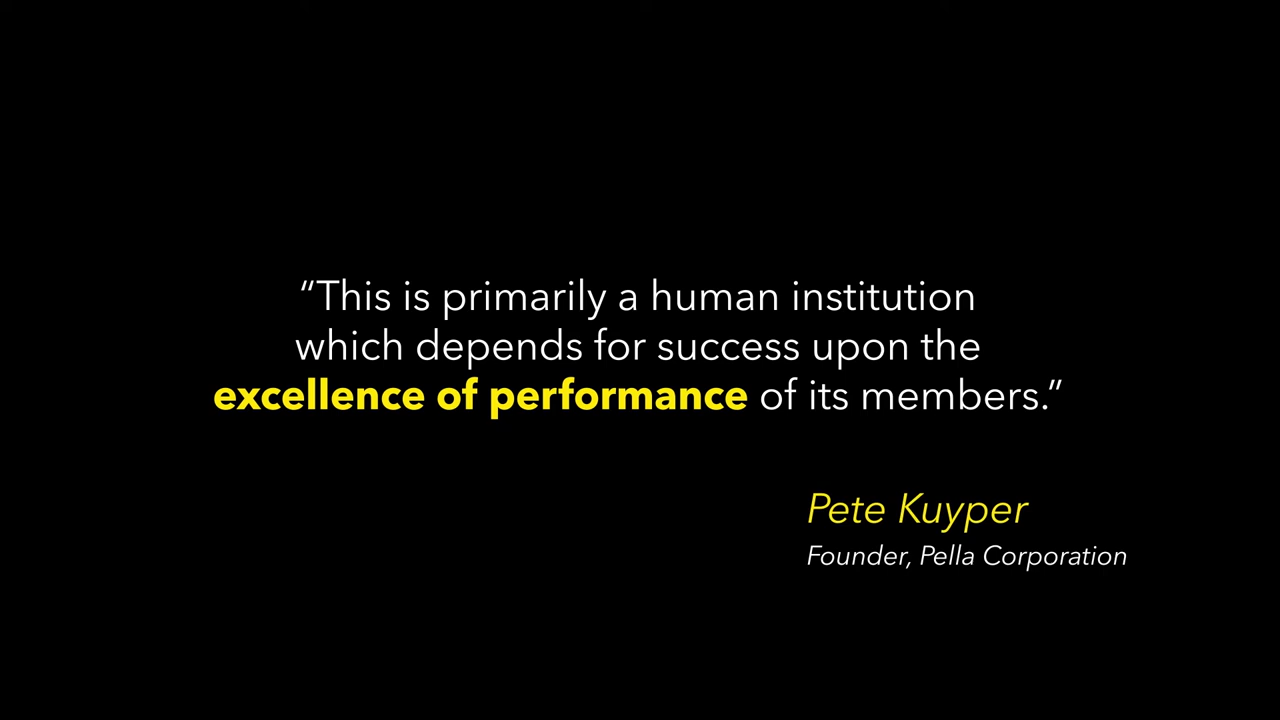 “This is primarily a human institution
which depends for success upon the
excellence of performance of its members.”
Pete Kuyper
Founder, Pella Corporation